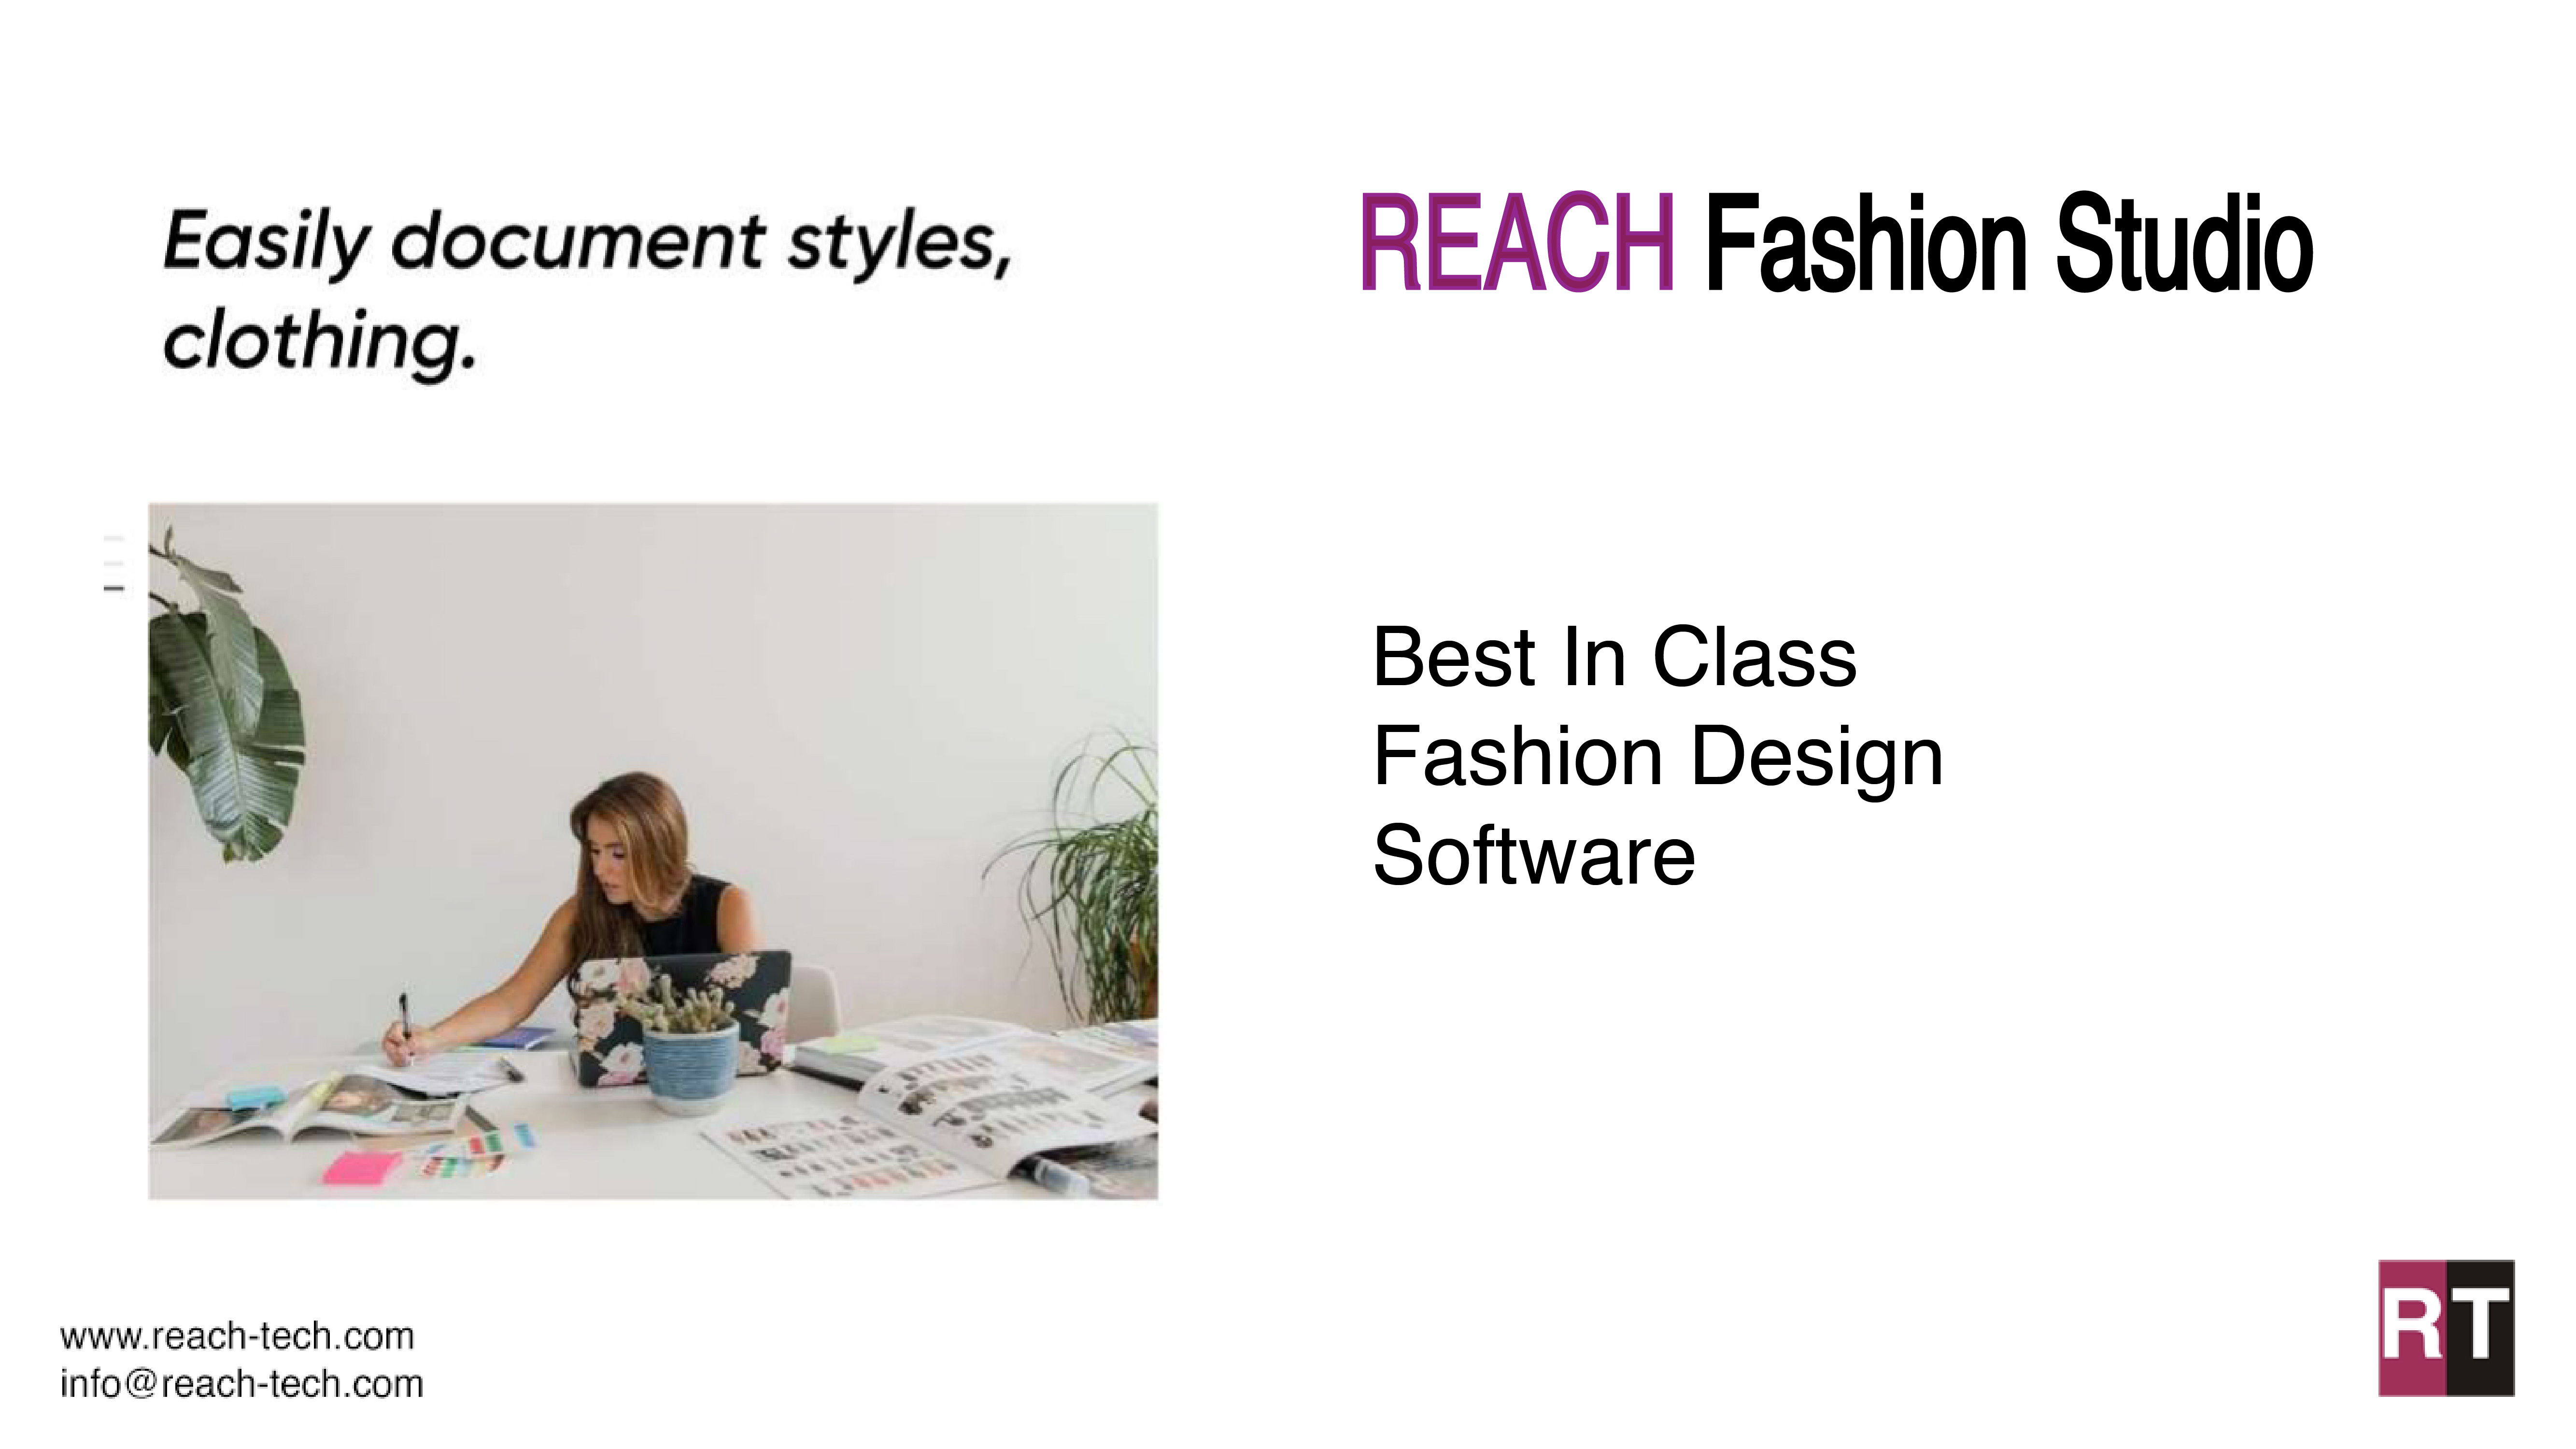 Easily document styles,
clothing.
REACH Fashion Studio
Best In Class
Fashion Design
Software
www.reach-tech.com
info@reach-tech.com
RT